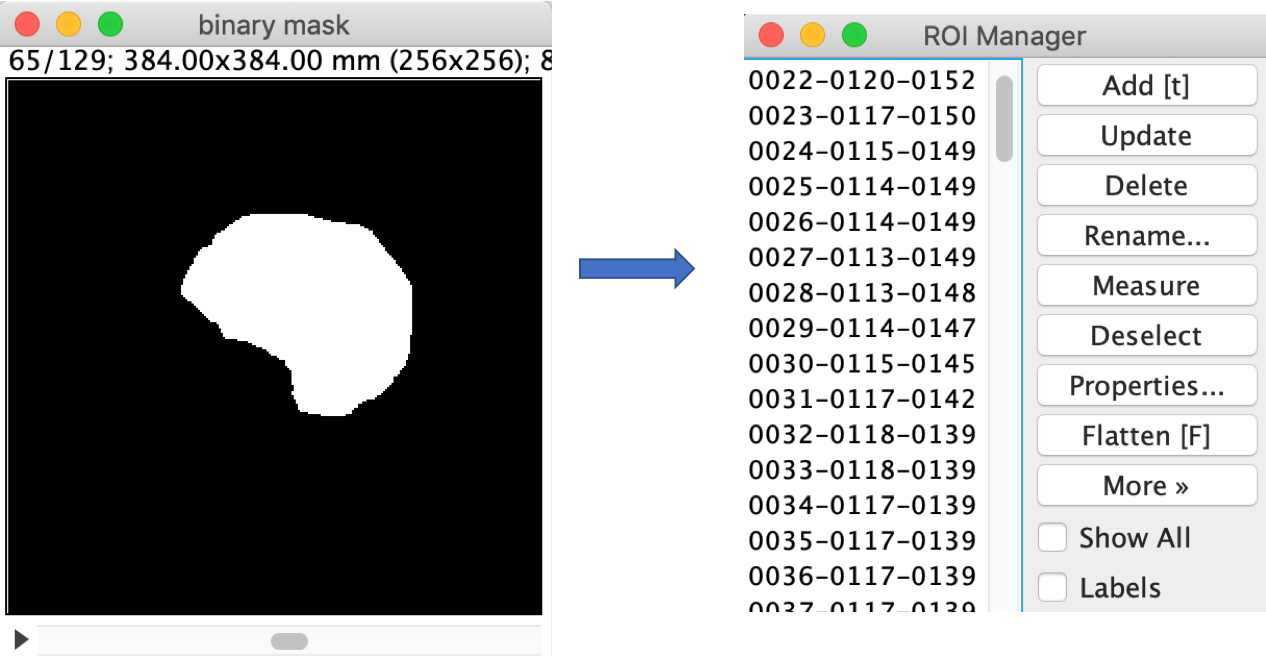 binary mask
65/129; 384.00x384.00 mm (256x256); 8
ROI Manager
0022-0120-0152
0023-0117-0150
0024-0115-0149
0025-0114-0149
0026-0114-0149
0027-0113-0149
0028-0113-0148
0029-0114-0147
0030-0115-0145
0031-0117-0142
0032-0118-0139
0033-0118-0139
0034-0117-0139
0035-0117-0139
0036-0117-0139
0037-0117-0139
Add [t]
Update
Delete
Rename...
Measure
Deselect
Properties...
Flatten [F]
More »
Show All
Labels